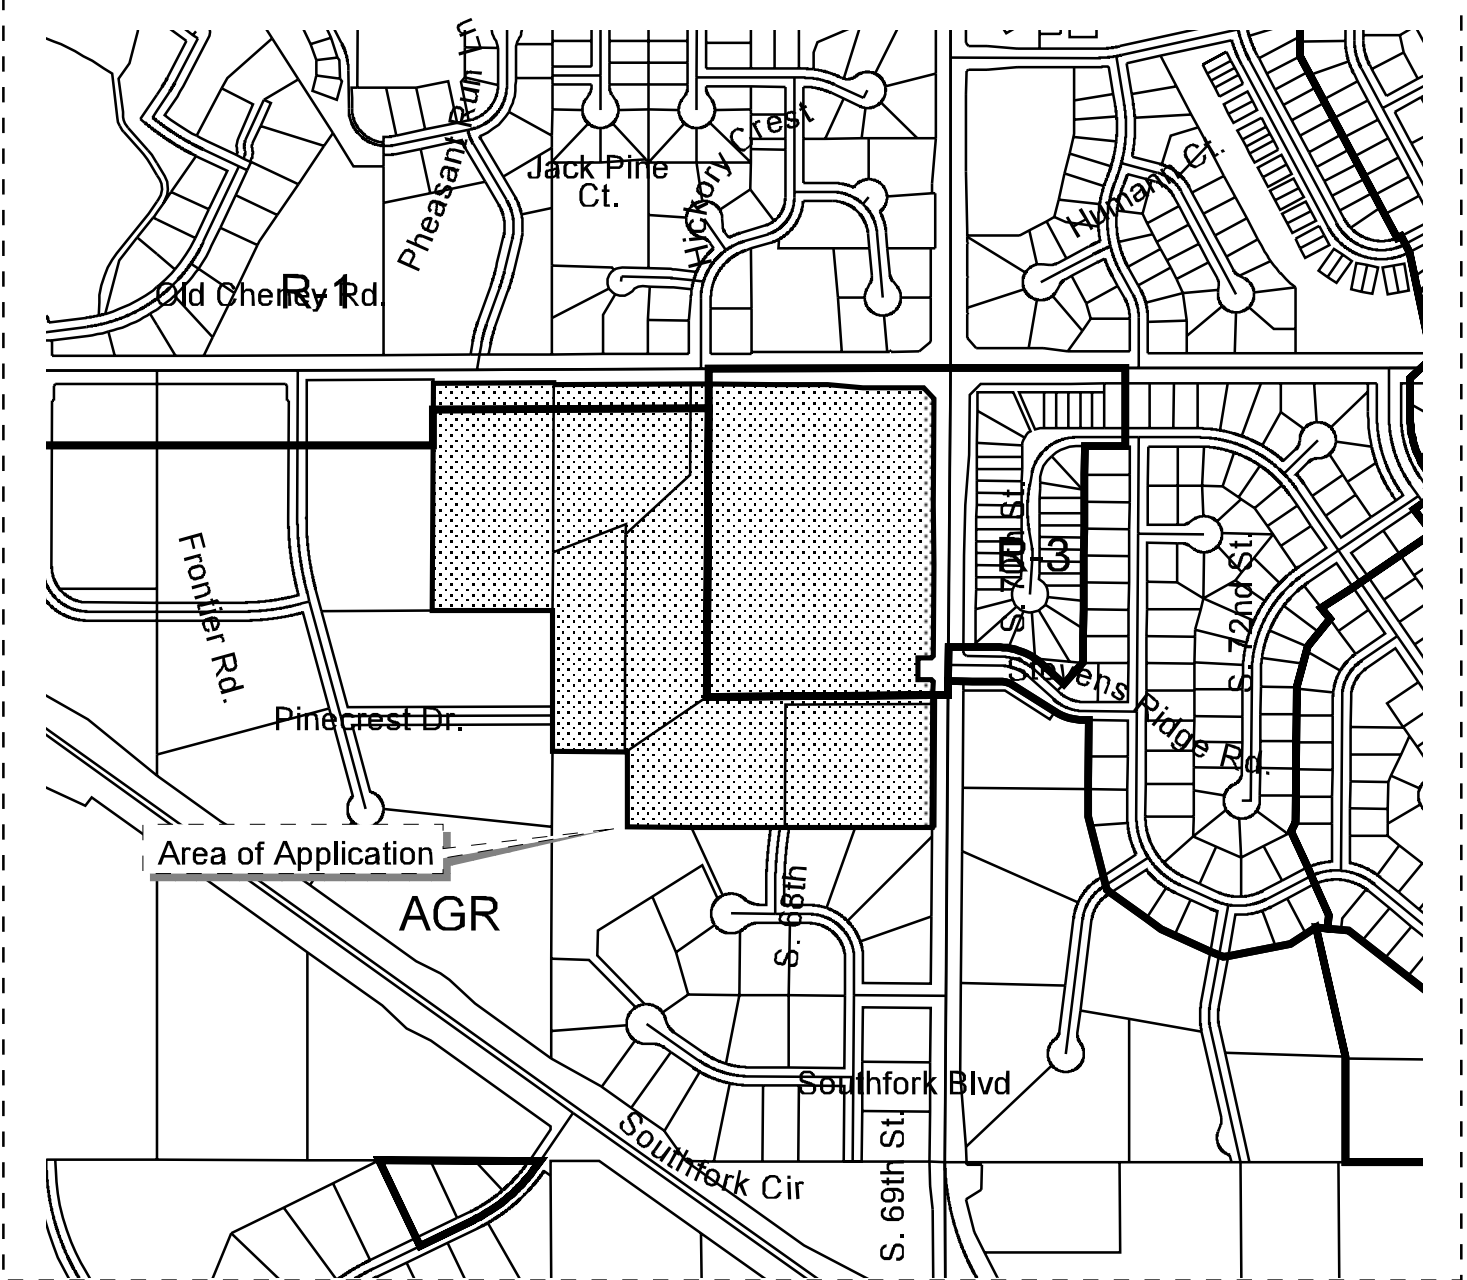 Pheasant Run Ln
Jack Pine
Ct.
Hickory Crest
Humann Ct.
Old Cheney Rd.
R-1
S. 70th St.
R-3
S. 72nd St.
Frontier Rd.
Stevens Ridge Rd.
Pinecrest Dr.
Area of Application
AGR
S. 68th
Southfork Blvd
Southfork Cir
S. 69th St.